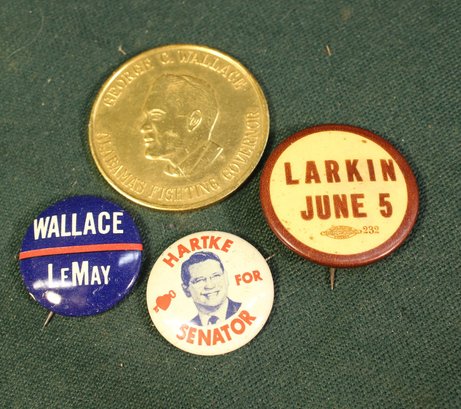 GEORGE C. WALLACE
ALABAMA'S FIGHTING GOVERNOR
LARKIN
JUNE 5
232
WALLACE
LEMAY
HARTKE
FOR
SENATOR